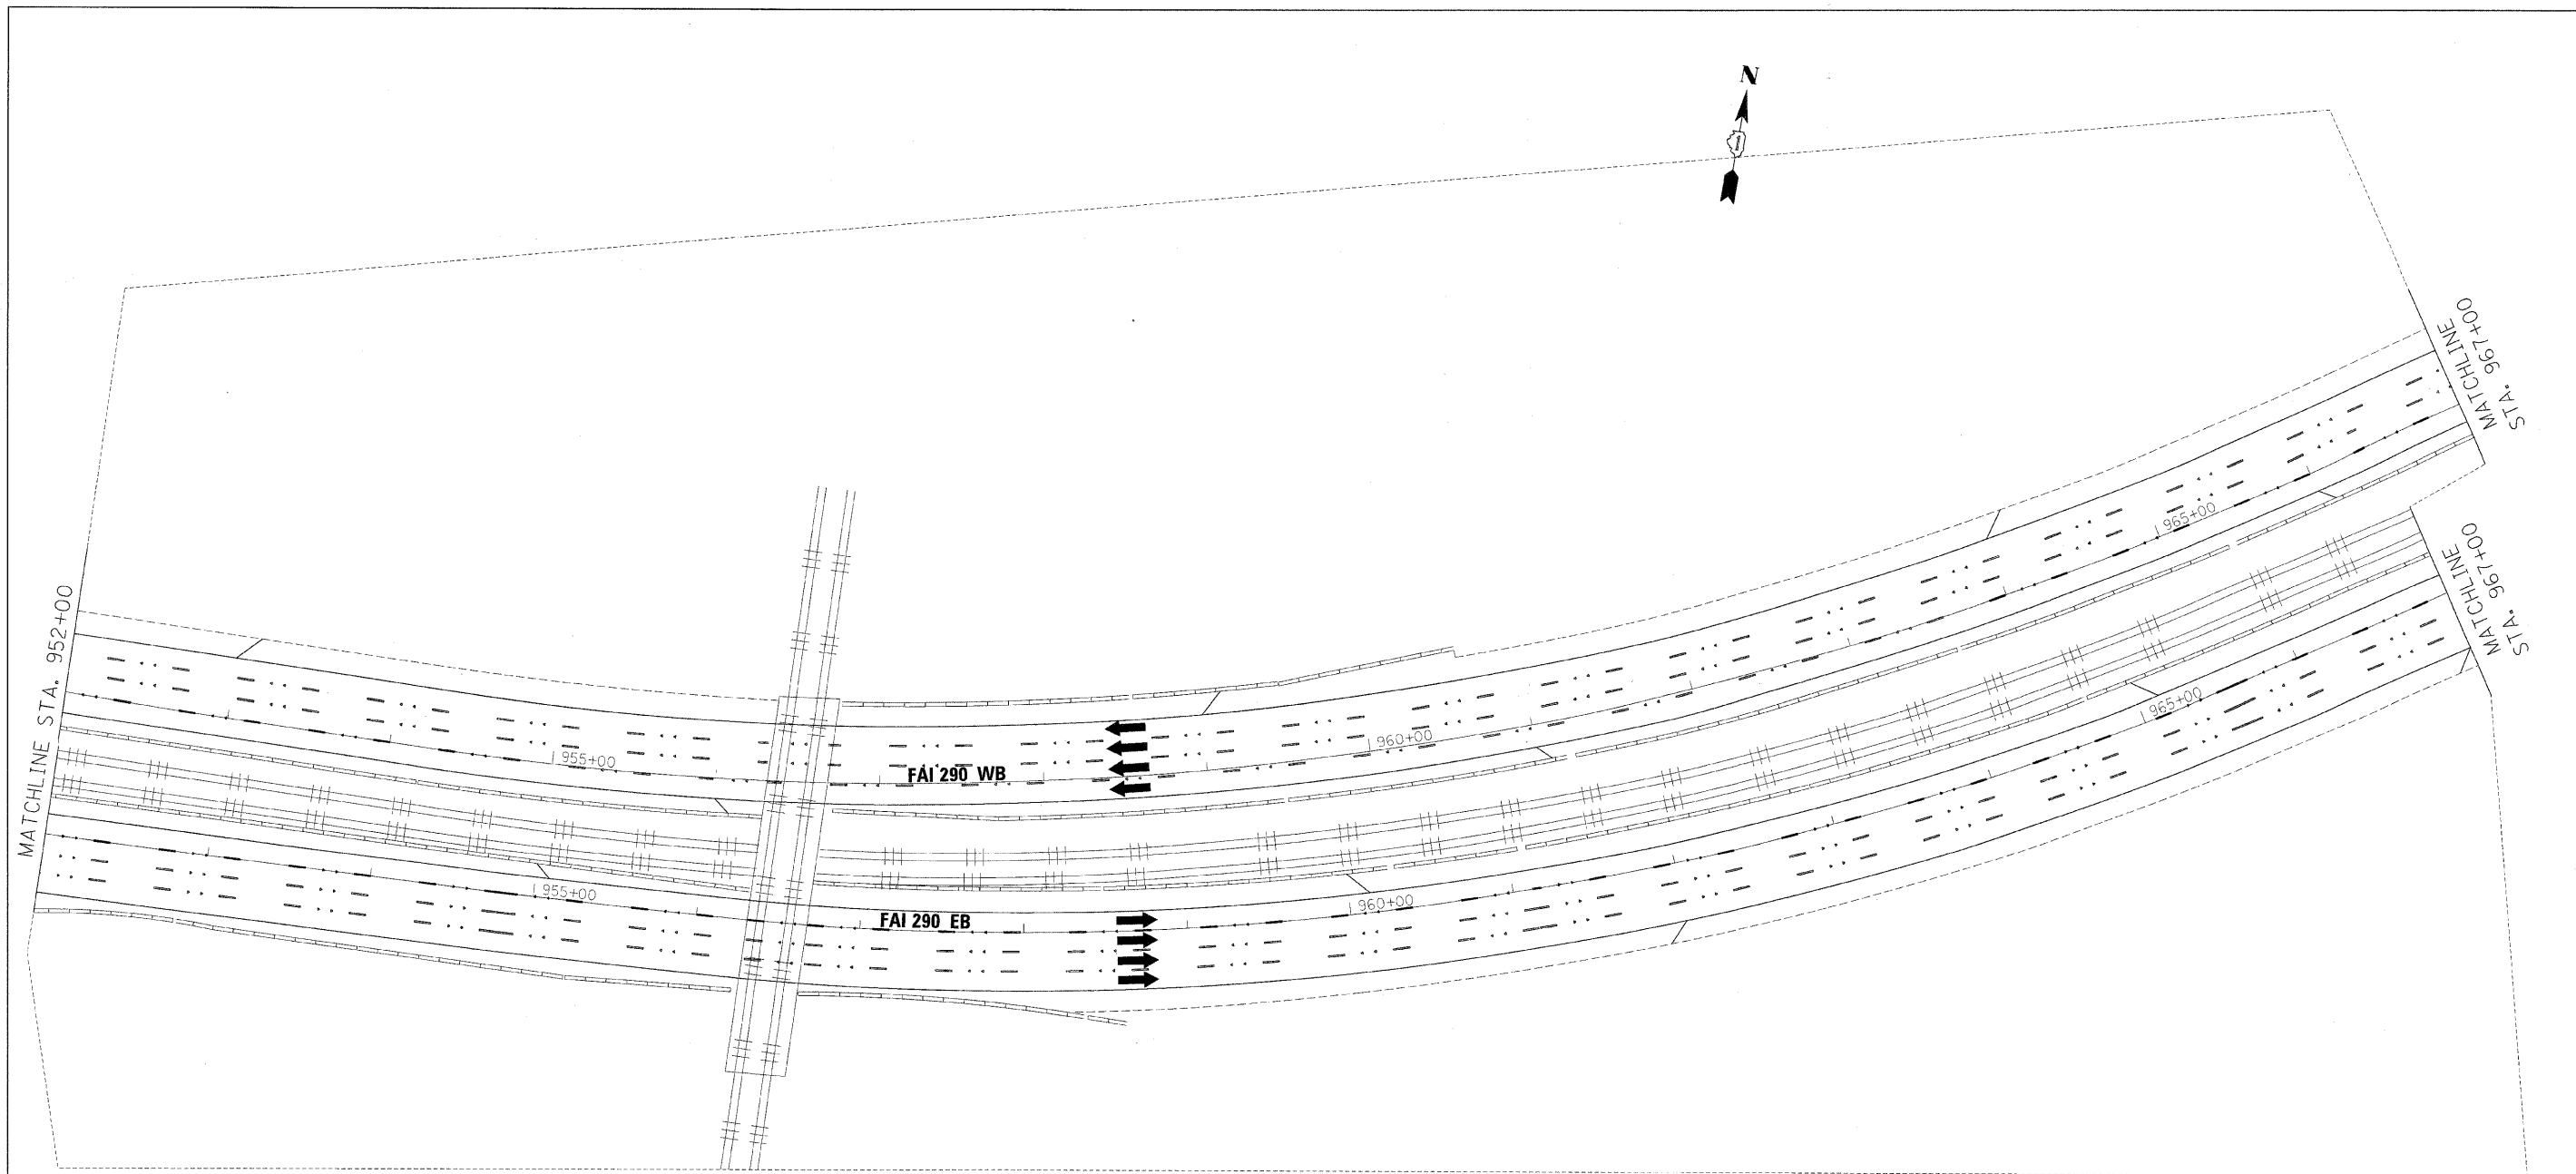 N
MATCHLINE
STA. 967+00
MATCHLINE STA. 952+00
965+00
960+00
955+00
FAI 290 WB
MATCHLINE
STA. 967+00
965+00
960+00
955+00
FAI 290 EB